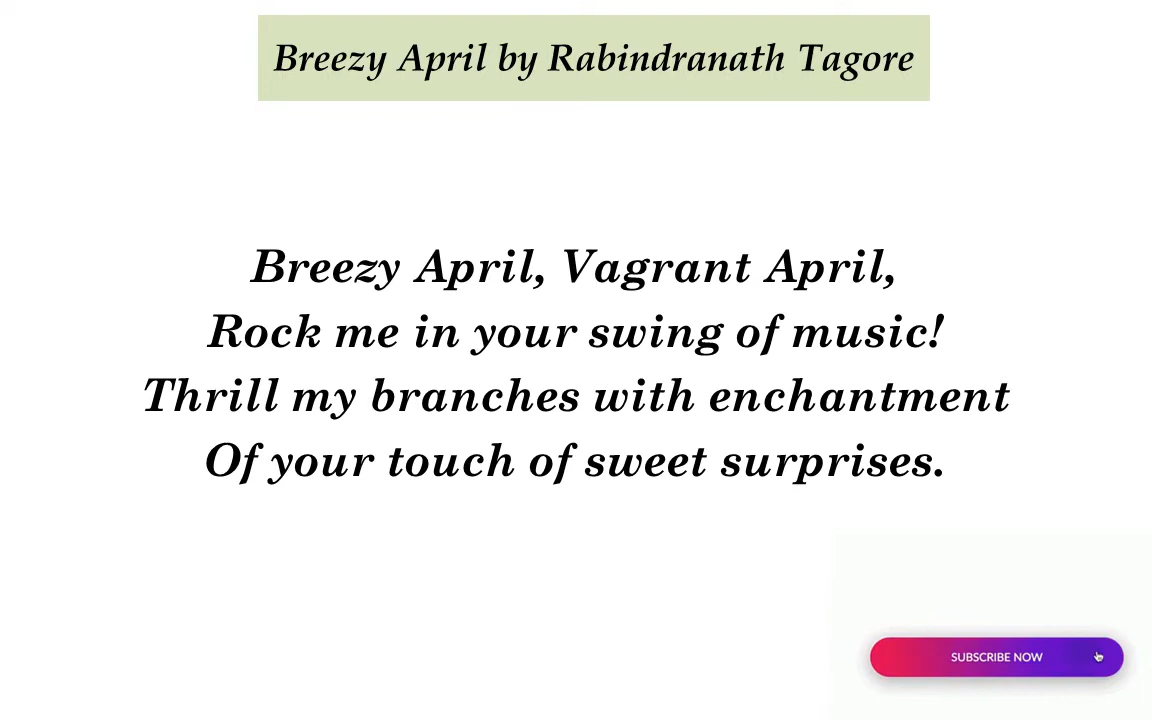 Breezy April by Rabindranath Tagore
Breezy April, Vagrant April,
Rock me in your swing of music!
Thrill my branches with enchantment
Of your touch of sweet surprises.
SUBSCRIBE NOW